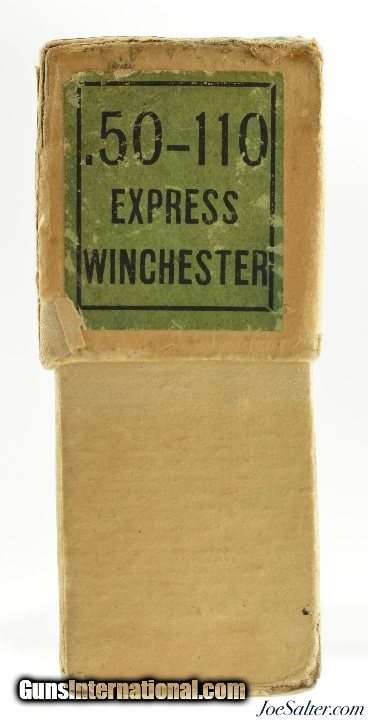 .50-110
EXPRESS
WINCHESTER
GunsInternational.com
JoeSalter.com